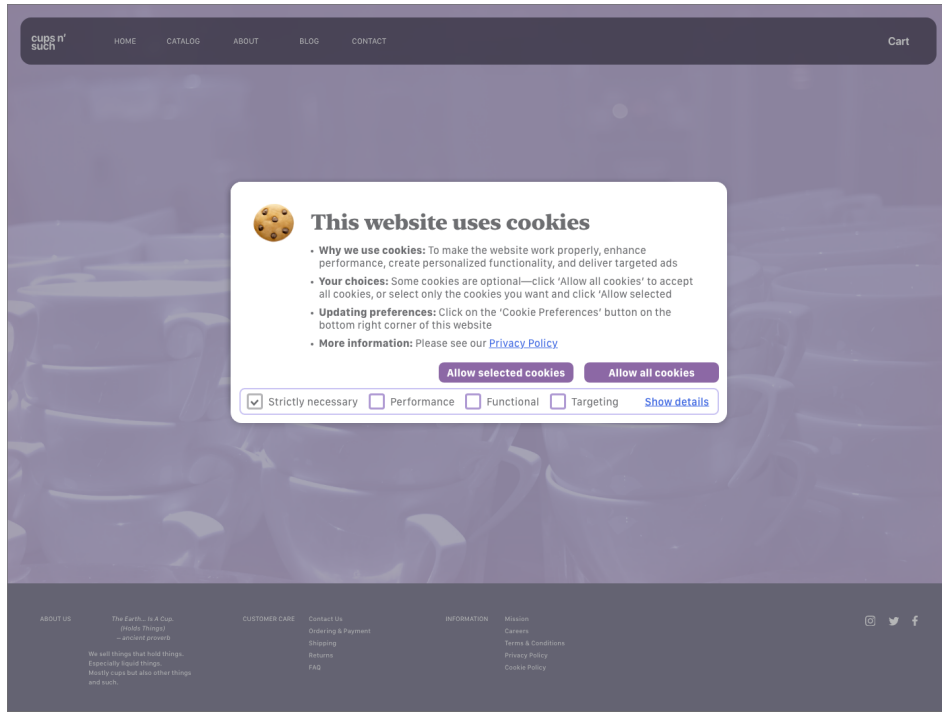 cups n'
such
HOME
CATALOG
ABOUT
BLOG
CONTACT
Cart
This website uses cookies
• Why we use cookies: To make the website work properly, enhance
performance, create personalized functionality, and deliver targeted ads
• Your choices: Some cookies are optional—click ‘Allow all cookies’ to accept
all cookies, or select only the cookies you want and click ‘Allow selected
• Updating preferences: Click on the ‘Cookie Preferences’ button on the
bottom right corner of this website
• More information: Please see our Privacy Policy
Allow selected cookies
Allow all cookies
Strictly necessary
Performance
Functional
Targeting
Show details
ABOUT US
The Earth... Is A Cup.
(Holds Things)
– ancient proverb
We sell things that hold things.
Especially liquid things.
Mostly cups but also other things
and such.
CUSTOMER CARE
Contact Us
Ordering & Payment
Shipping
Returns
FAQ
INFORMATION
Mission
Careers
Terms & Conditions
Privacy Policy
Cookie Policy